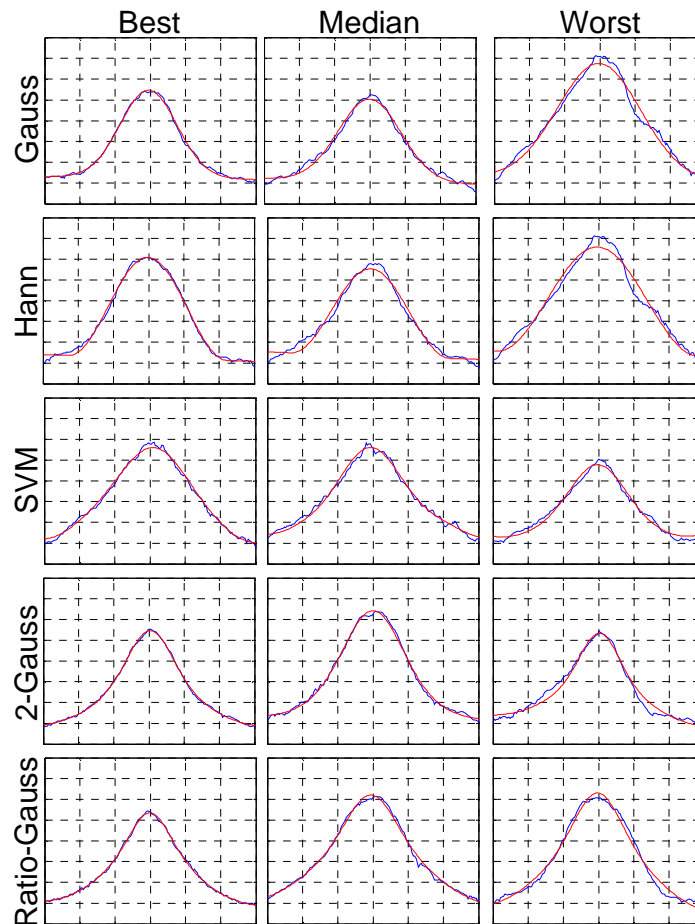 Best Median Worst
Gauss
Hann
SVM
2-Gauss
Ratio-Gauss